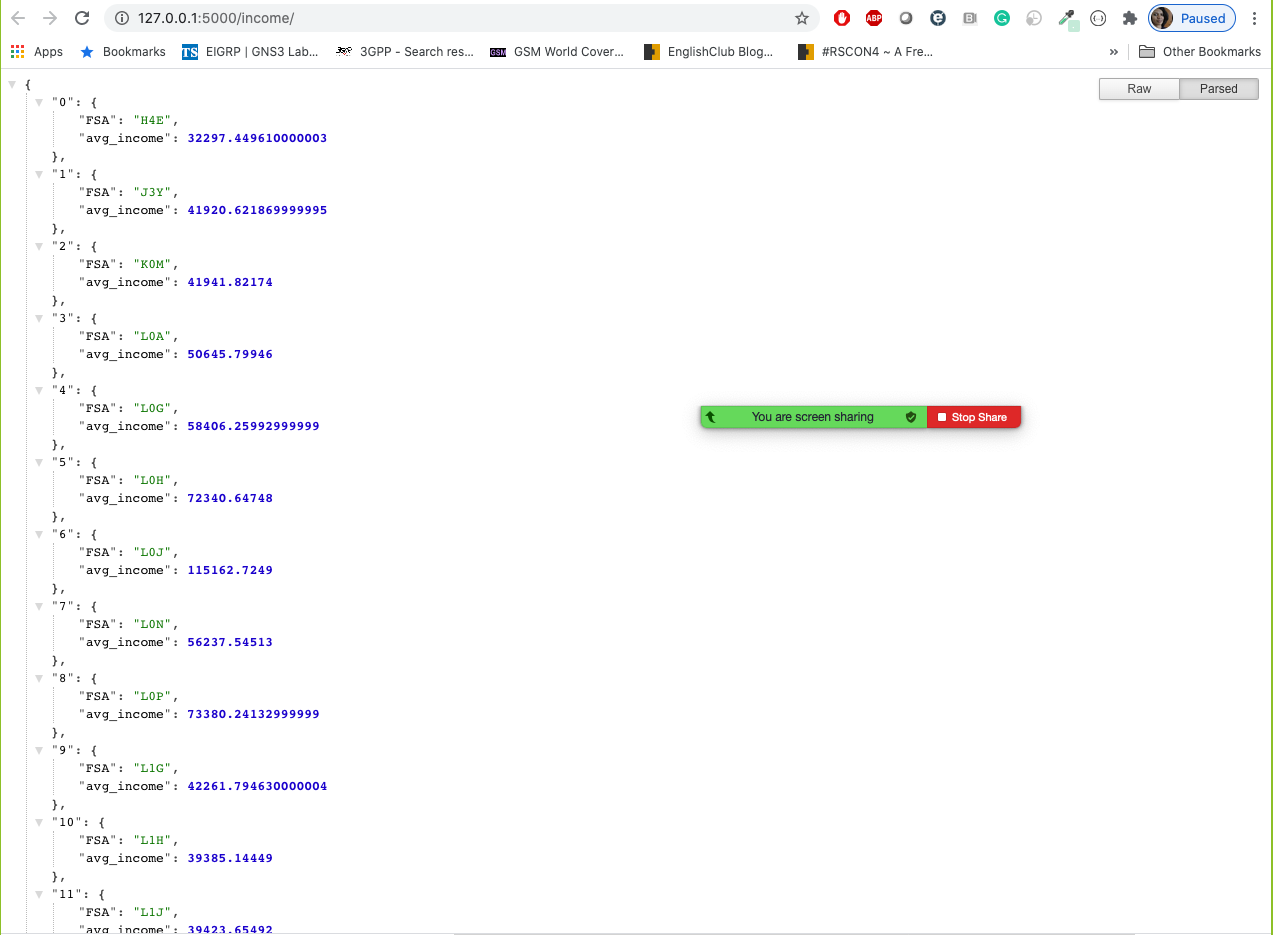 127.0.0.1:5000/income/
ABP
Paused
Apps
Bookmarks
TS EIGRP | GNS3 Lab...
3GPP - Search res...
GSM GSM World Cover...
EnglishClub Blog...
#RSCON4 ~ A Fre...
»
Other Bookmarks
Raw
Parsed
{
"0": {
"FSA": "H4E",
"avg_income": 32297.449610000003
},
"1": {
"FSA": "J3Y",
"avg_income": 41920.621869999995
},
"2": {
"FSA": "K0M",
"avg_income": 41941.82174
},
"3": {
"FSA": "L0A",
"avg_income": 50645.79946
},
"4": {
"FSA": "L0G",
"avg_income": 58406.25992999999
},
"5": {
"FSA": "L0H",
"avg_income": 72340.64748
},
"6": {
"FSA": "L0J",
"avg_income": 115162.7249
},
"7": {
"FSA": "L0N",
"avg_income": 56237.54513
},
"8": {
"FSA": "L0P",
"avg_income": 73380.24132999999
},
"9": {
"FSA": "L1G",
"avg_income": 42261.794630000004
},
"10": {
"FSA": "L1H",
"avg_income": 39385.14449
},
"11": {
"FSA": "L1J",
"avg_income": 39423.65492
You are screen sharing
Stop Share